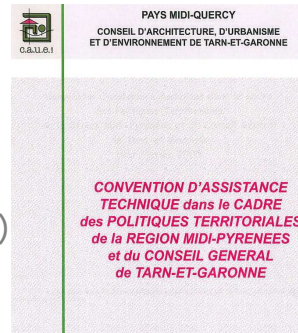 PAYS MIDI-QUERCY
CONSEIL D'ARCHITECTURE, D'URBANISME
ET D'ENVIRONNEMENT DE TARN-ET-GARONNE
c.a.u.e.
CONVENTION D'ASSISTANCE
TECHNIQUE dans le CADRE
des POLITIQUES TERRITORIALES
de la REGION MIDI-PYRENEES
et du CONSEIL GENERAL
de TARN-ET-GARONNE